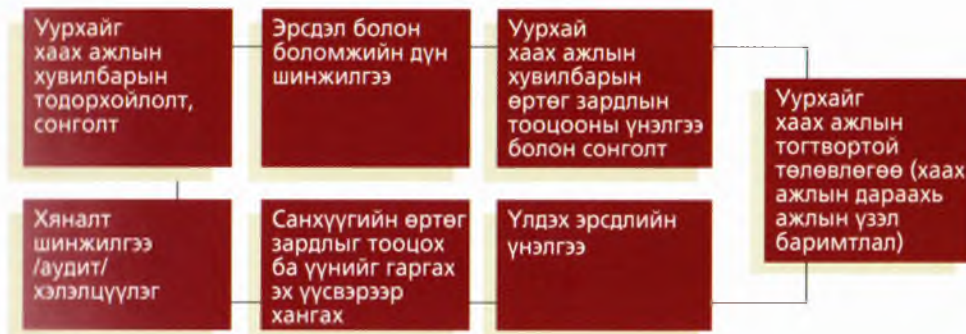 Уурхайг
хаах ажлын
хувилбарын
тодорхойлолт,
сонголт
Эрсдэл болон
боломжийн дүн
шинжилгээ
Уурхай
хаах ажлын
хувилбарын
өртөг зардлын
тооцооны үнэлгээ
болон сонголт
Уурхайг
хаах ажлын
тогтвортой
төлөвлөгөө (хаах
ажлын дараахь
ажлын үзэл
баримтлал)
Хяналт
шинжилгээ
/аудит/
хэлэлцүүлэг
Санхүүгийн өртөг
зардлыг тооцох
ба үүнийг гаргах
эх үүсвэрээр
хангах
Үлдэх эрсдлийн
үнэлгээ